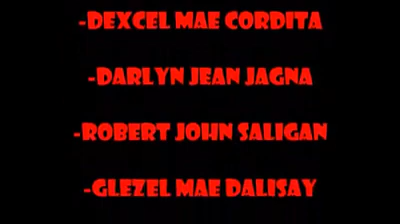 -DEXCEL MAE CORDITA
-DARLYN JEAN JAGNA
-ROBERT JOHN SALIGAN
-GLEZEL MAE DALISAY